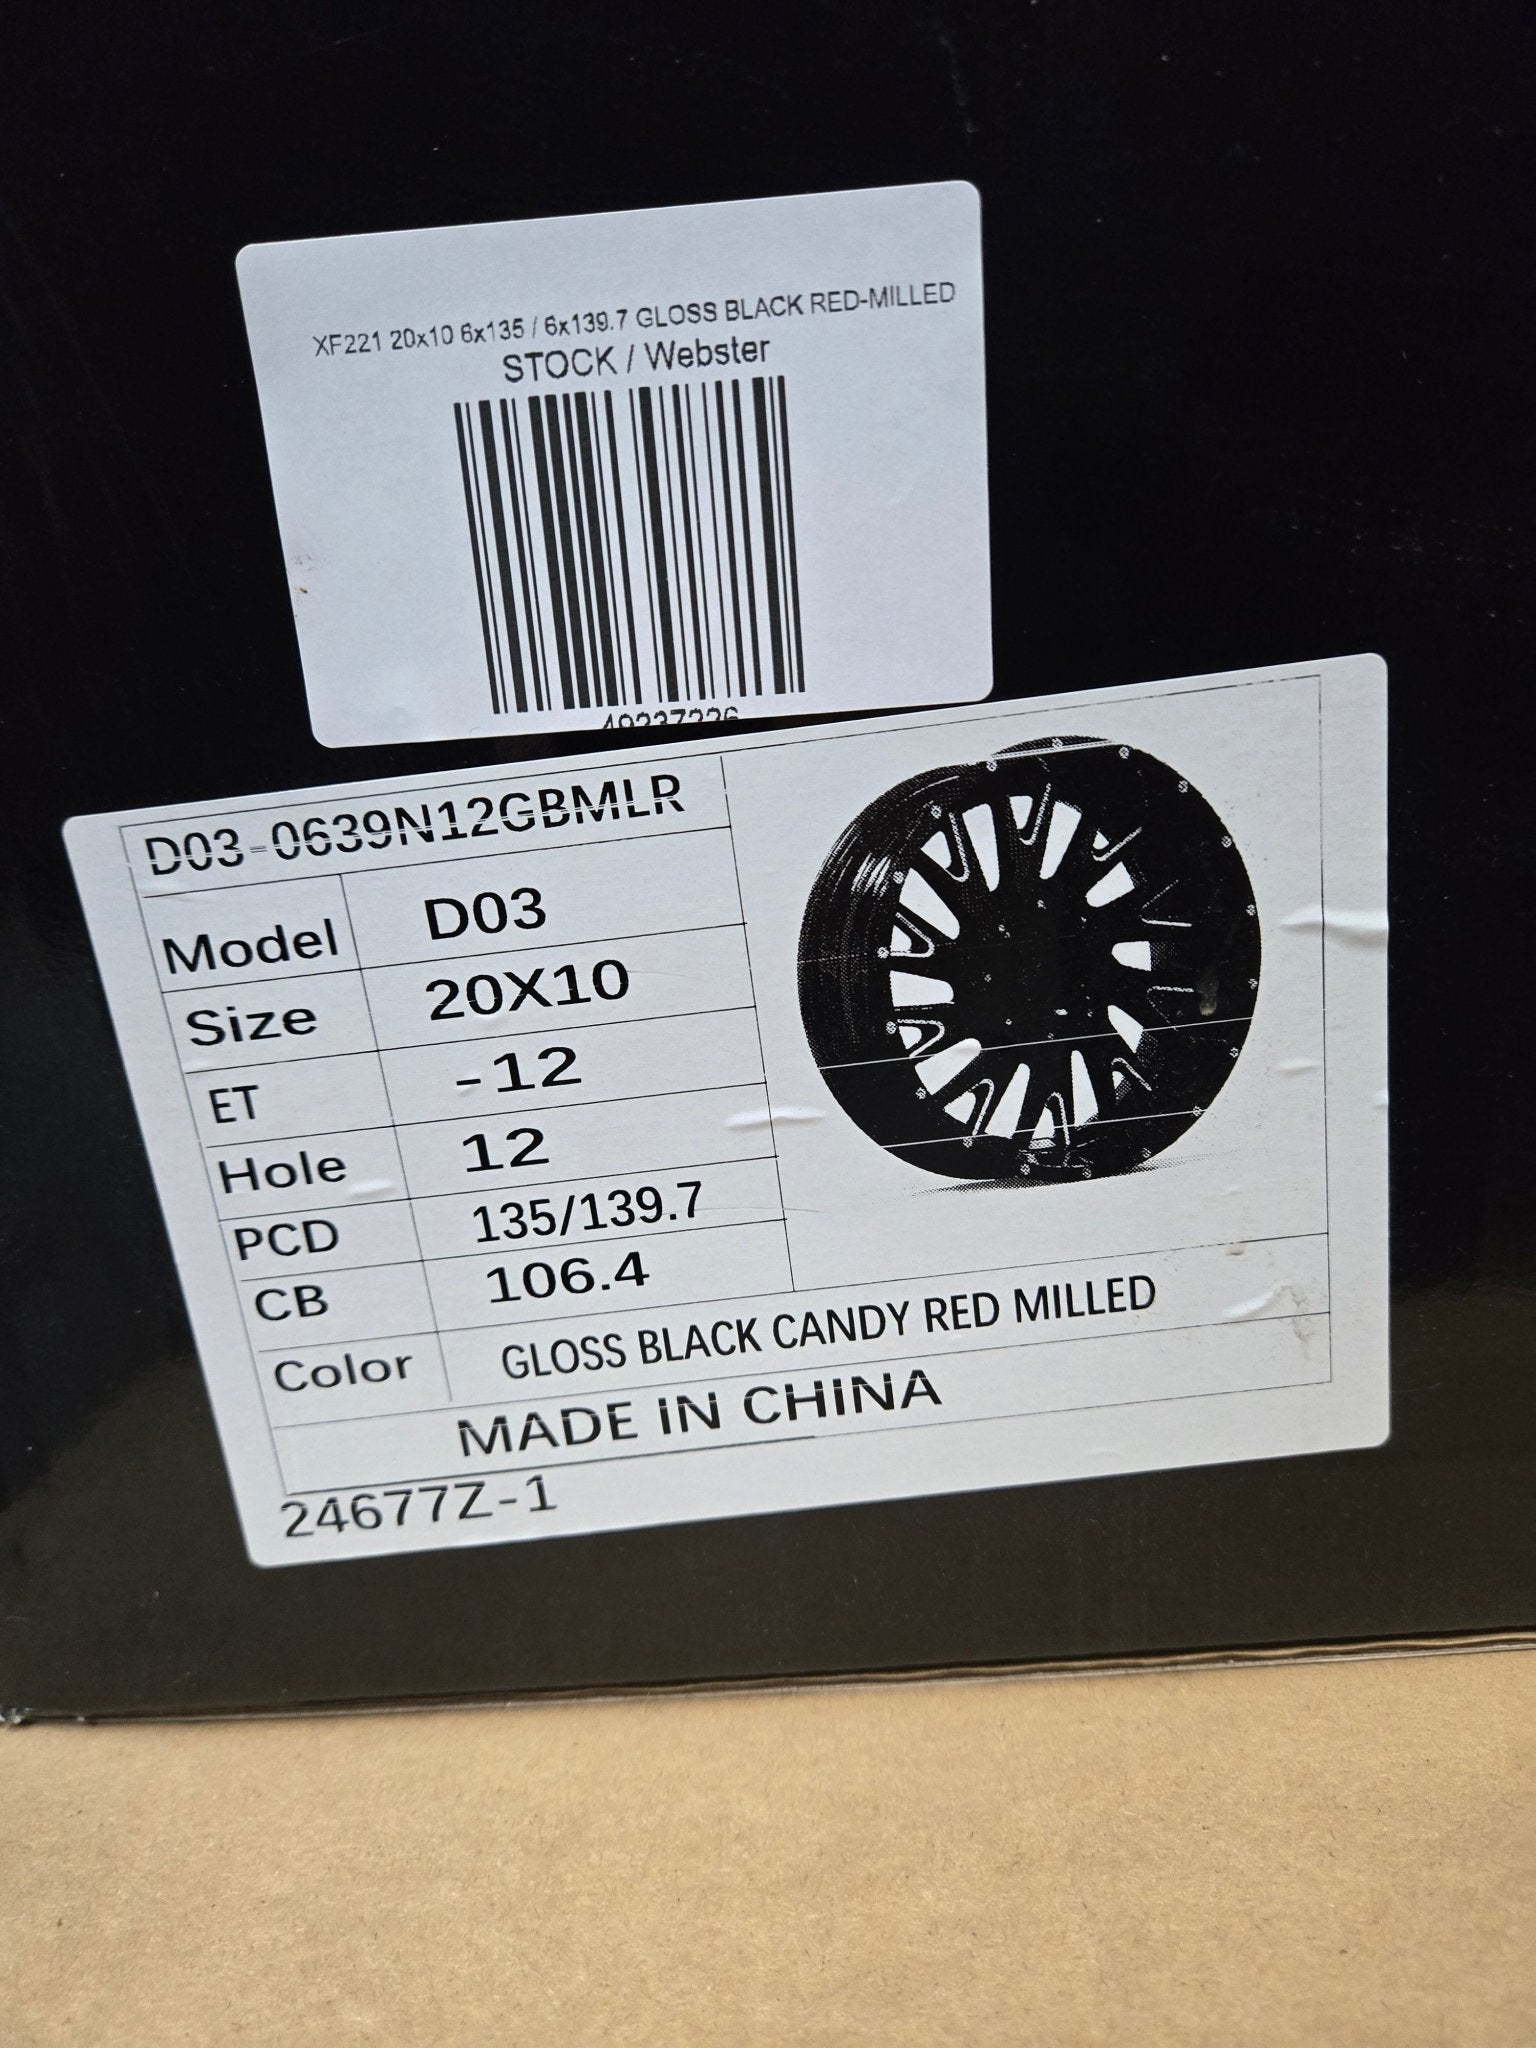 XF221 20x10 6x135 / 6x139.7 GLOSS BLACK RED-MILLED
STOCK / Webster
49237226
D03-0639N12GBMLR
Model D03
Size 20X10
ET -12
Hole 12
PCD 135/139.7
CB 106.4
Color GLOSS BLACK CANDY RED MILLED
MADE IN CHINA
24677Z-1